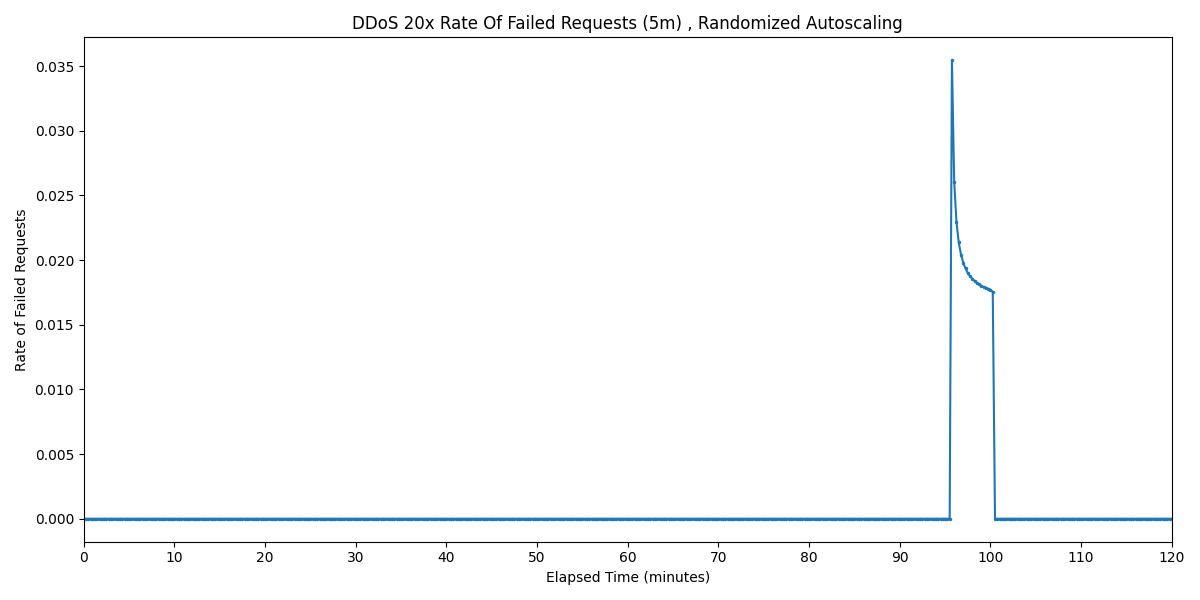 DDoS 20x Rate Of Failed Requests (5m) , Randomized Autoscaling
0.035
0.030
0.025
0.020
0.015
0.010
0.005
0.000
Rate of Failed Requests
0 10 20 30 40 50 60 70 80 90 100 110 120
Elapsed Time (minutes)